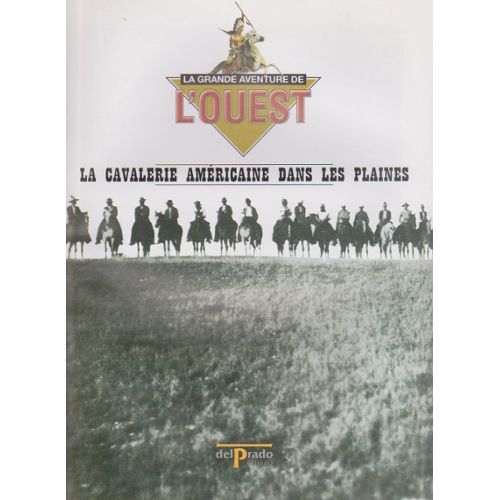 LA GRANDE AVENTURE DE
L'OUEST
LA CAVALERIE AMÉRICAINE DANS LES PLAINES
delPrado